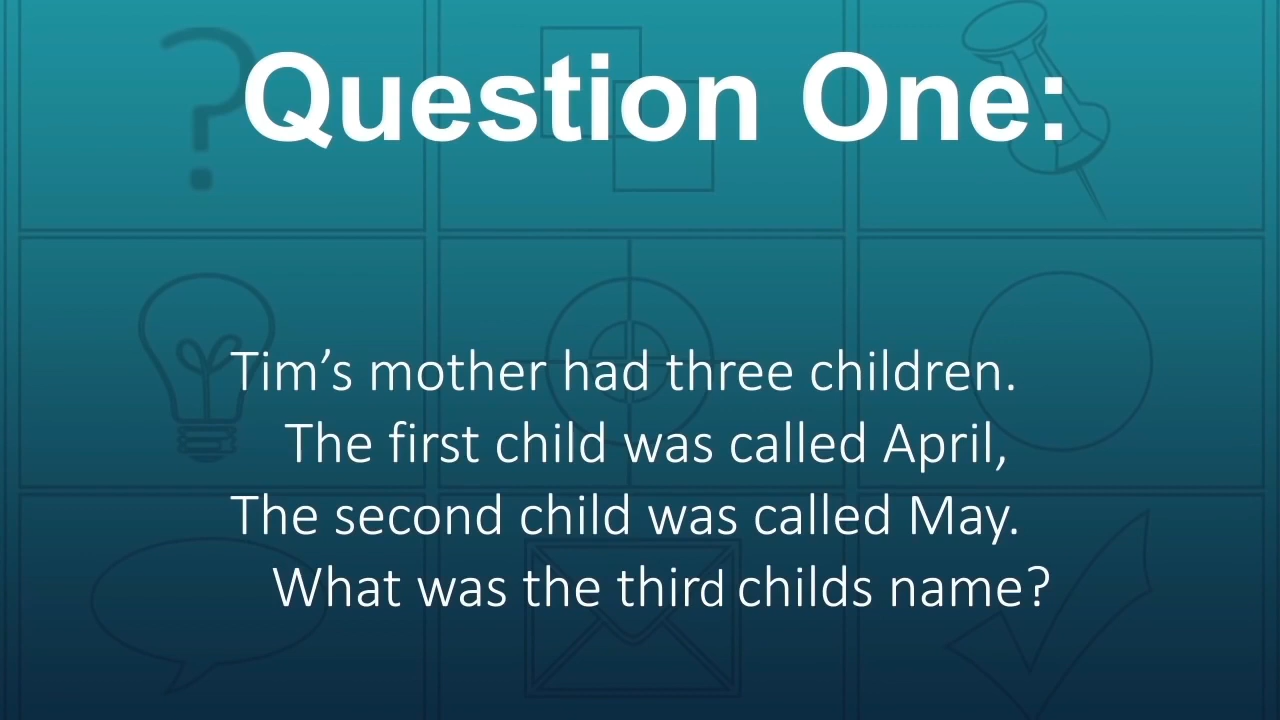 Question One:
Tim’s mother had three children.
The first child was called April,
The second child was called May.
What was the third childs name?